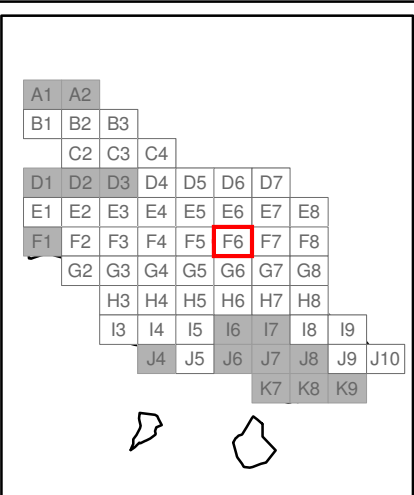 A1 A2
B1 B2 B3
C2 C3 C4
D1 D2 D3 D4 D5 D6 D7
E1 E2 E3 E4 E5 E6 E7 E8
F1 F2 F3 F4 F5 F6 F7 F8
G2 G3 G4 G5 G6 G7 G8
H3 H4 H5 H6 H7 H8
I3 I4 I5 I6 I7 I8 I9
J4 J5 J6 J7 J8 J9 J10
K7 K8 K9